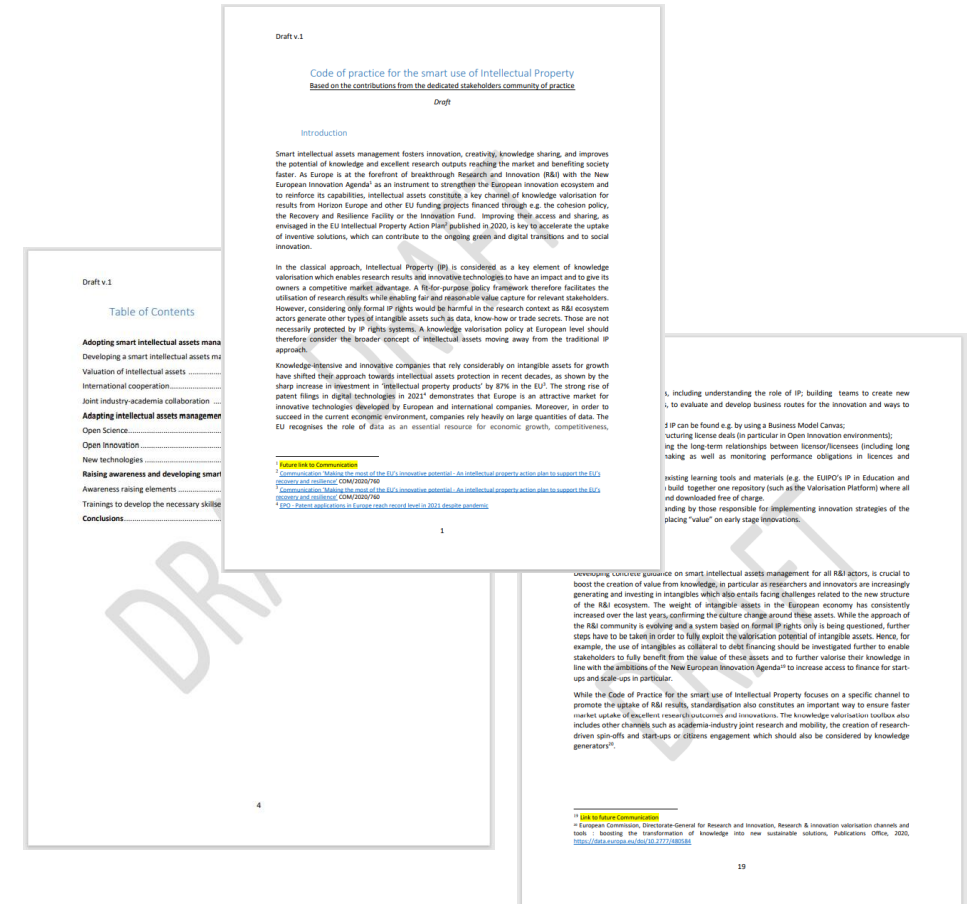 Draft v.1
Code of practice for the smart use of Intellectual Property
Based on the contributions from the dedicated stakeholders community of practice
Draft
Introduction
Smart intellectual assets management fosters innovation, creativity, knowledge sharing, and improves
the potential of knowledge and excellent research outputs reaching the market and benefiting society
faster. As Europe is at the forefront of breakthrough Research and Innovation (R&I) with the New
European Innovation Agenda¹ as an instrument to strengthen the European innovation ecosystem and
to reinforce its capabilities, intellectual assets constitute a key channel of knowledge valorisation for
results from Horizon Europe and other EU funding projects financed through e.g. the cohesion policy,
the Recovery and Resilience Facility or the Innovation Fund. Improving their access and sharing, as
envisaged in the EU Intellectual Property Action Plan² published in 2020, is key to accelerate the uptake
of inventive solutions, which can contribute to the ongoing green and digital transitions and to social
innovation.
In the classical approach, Intellectual Property (IP) is considered as a key element of knowledge
valorisation which enables research results and innovative technologies to have an impact and to give its
owners a competitive market advantage. A fit-for-purpose policy framework therefore facilitates the
utilisation of research results while enabling fair and reasonable value capture for relevant stakeholders.
However, considering only formal IP rights would be harmful in the research context as R&I ecosystem
actors generate other types of intangible assets such as data, know-how or trade secrets. Those are not
necessarily protected by IP rights systems. A knowledge valorisation policy at European level should
therefore consider the broader concept of intellectual assets moving away from the traditional IP
approach.
Knowledge-intensive and innovative companies that rely considerably on intangible assets for growth
have shifted their approach towards intellectual assets protection in recent decades, as shown by the
sharp increase in investment in 'intellectual property products' by 87% in the EU³. The strong rise of
patent filings in digital technologies in 2021⁴ demonstrates that Europe is an attractive market for
innovative technologies developed by European and international companies. Moreover, in order to
succeed in the current economic environment, companies rely heavily on large quantities of data. The
EU recognises the role of data as an essential resource for economic growth, competitiveness,
¹ Future link to Communication
² Communication 'Making the most of the EU's innovative potential - An intellectual property action plan to support the EU's
recovery and resilience' COM/2020/760
³ Communication 'Making the most of the EU's innovative potential - An intellectual property action plan to support the EU's
recovery and resilience' COM/2020/760
⁴ EPO - Patent applications in Europe reach record level in 2021 despite pandemic
1
DRAFT
Draft v.1
Table of Contents
Adopting smart intellectual assets mana
Developing a smart intellectual assets ma
Valuation of intellectual assets
International cooperation
Joint industry-academia collaboration
Adapting intellectual assets managemen
Open Science
Open Innovation
New technologies
Raising awareness and developing smar
Awareness raising elements
Trainings to develop the necessary skillse
Conclusions
4
DRA
s, including understanding the role of IP; building teams to create new
s, to evaluate and develop business routes for the innovation and ways to
d IP can be found e.g. by using a Business Model Canvas;
ructuring license deals (in particular in Open Innovation environments);
ing the long-term relationships between licensor/licensees (including long
making as well as monitoring performance obligations in licences and
existing learning tools and materials (e.g. the EUIPO's IP in Education and
build together one repository (such as the Valorisation Platform) where all
nd downloaded free of charge.
anding by those responsible for implementing innovation strategies of the
placing "value" on early stage innovations.
Developing concrete guidance on smart intellectual assets management for all R&I actors, is crucial to
boost the creation of value from knowledge, in particular as researchers and innovators are increasingly
generating and investing in intangibles which also entails facing challenges related to the new structure
of the R&I ecosystem. The weight of intangible assets in the European economy has consistently
increased over the last years, confirming the culture change around these assets. While the approach of
the R&I community is evolving and a system based on formal IP rights only is being questioned, further
steps have to be taken in order to fully exploit the valorisation potential of intangible assets. Hence, for
example, the use of intangibles as collateral to debt financing should be investigated further to enable
stakeholders to fully benefit from the value of these assets and to further valorise their knowledge in
line with the ambitions of the New European Innovation Agenda¹⁹ to increase access to finance for start-
ups and scale-ups in particular.
While the Code of Practice for the smart use of Intellectual Property focuses on a specific channel to
promote the uptake of R&I results, standardisation also constitutes an important way to ensure faster
market uptake of excellent research outcomes and innovations. The knowledge valorisation toolbox also
includes other channels such as academia-industry joint research and mobility, the creation of research-
driven spin-offs and start-ups or citizens engagement which should also be considered by knowledge
generators²⁰.
¹⁹ Link to future Communication
²⁰ European Commission, Directorate-General for Research and Innovation, Research & innovation valorisation channels and
tools : boosting the transformation of knowledge into new sustainable solutions, Publications Office, 2020,
https://data.europa.eu/doi/10.2777/480584
19